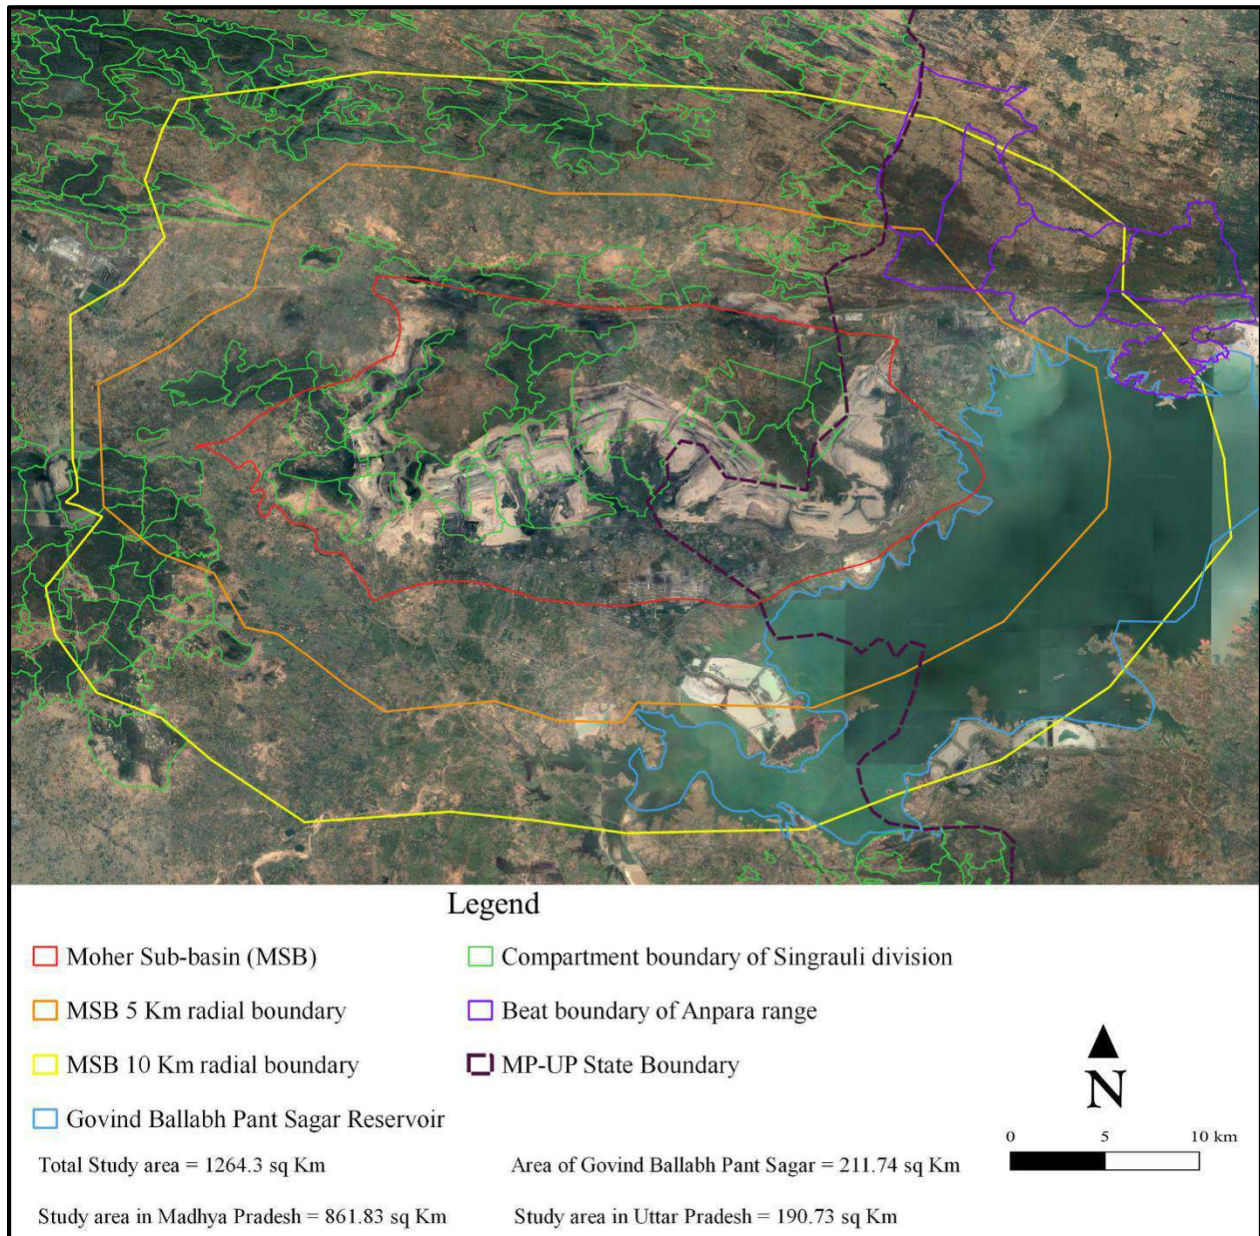 Legend
Moher Sub-basin (MSB)
Compartment boundary of Singrauli division
MSB 5 Km radial boundary
Beat boundary of Anpara range
MSB 10 Km radial boundary
MP-UP State Boundary
Govind Ballabh Pant Sagar Reservoir
N
0 5 10 km
Total Study area = 1264.3 sq Km
Area of Govind Ballabh Pant Sagar = 211.74 sq Km
Study area in Madhya Pradesh = 861.83 sq Km
Study area in Uttar Pradesh = 190.73 sq Km